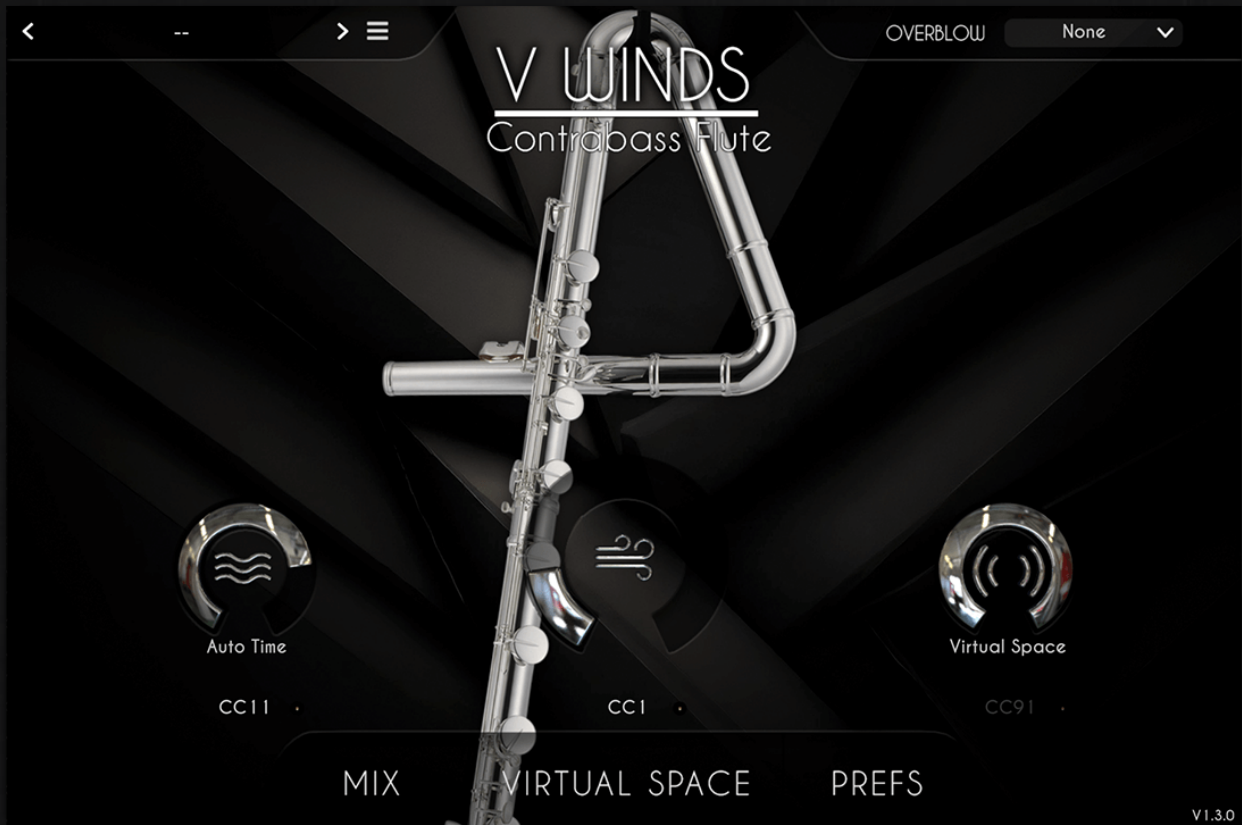 --
OVERBLOW
None
V WINDS
Contrabass Flute
Auto Time
Virtual Space
CC11
CC1
CC91
MIX
VIRTUAL SPACE
PREFS
V1.3.0